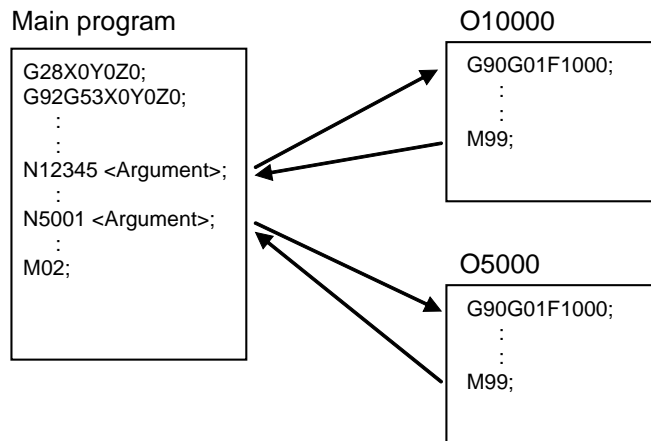 Main program
G28X0Y0Z0;
G92G53X0Y0Z0;
:
:
N12345 <Argument>;
:
N5001 <Argument>;
:
M02;
O10000
G90G01F1000;
:
:
M99;
O5000
G90G01F1000;
:
:
M99;